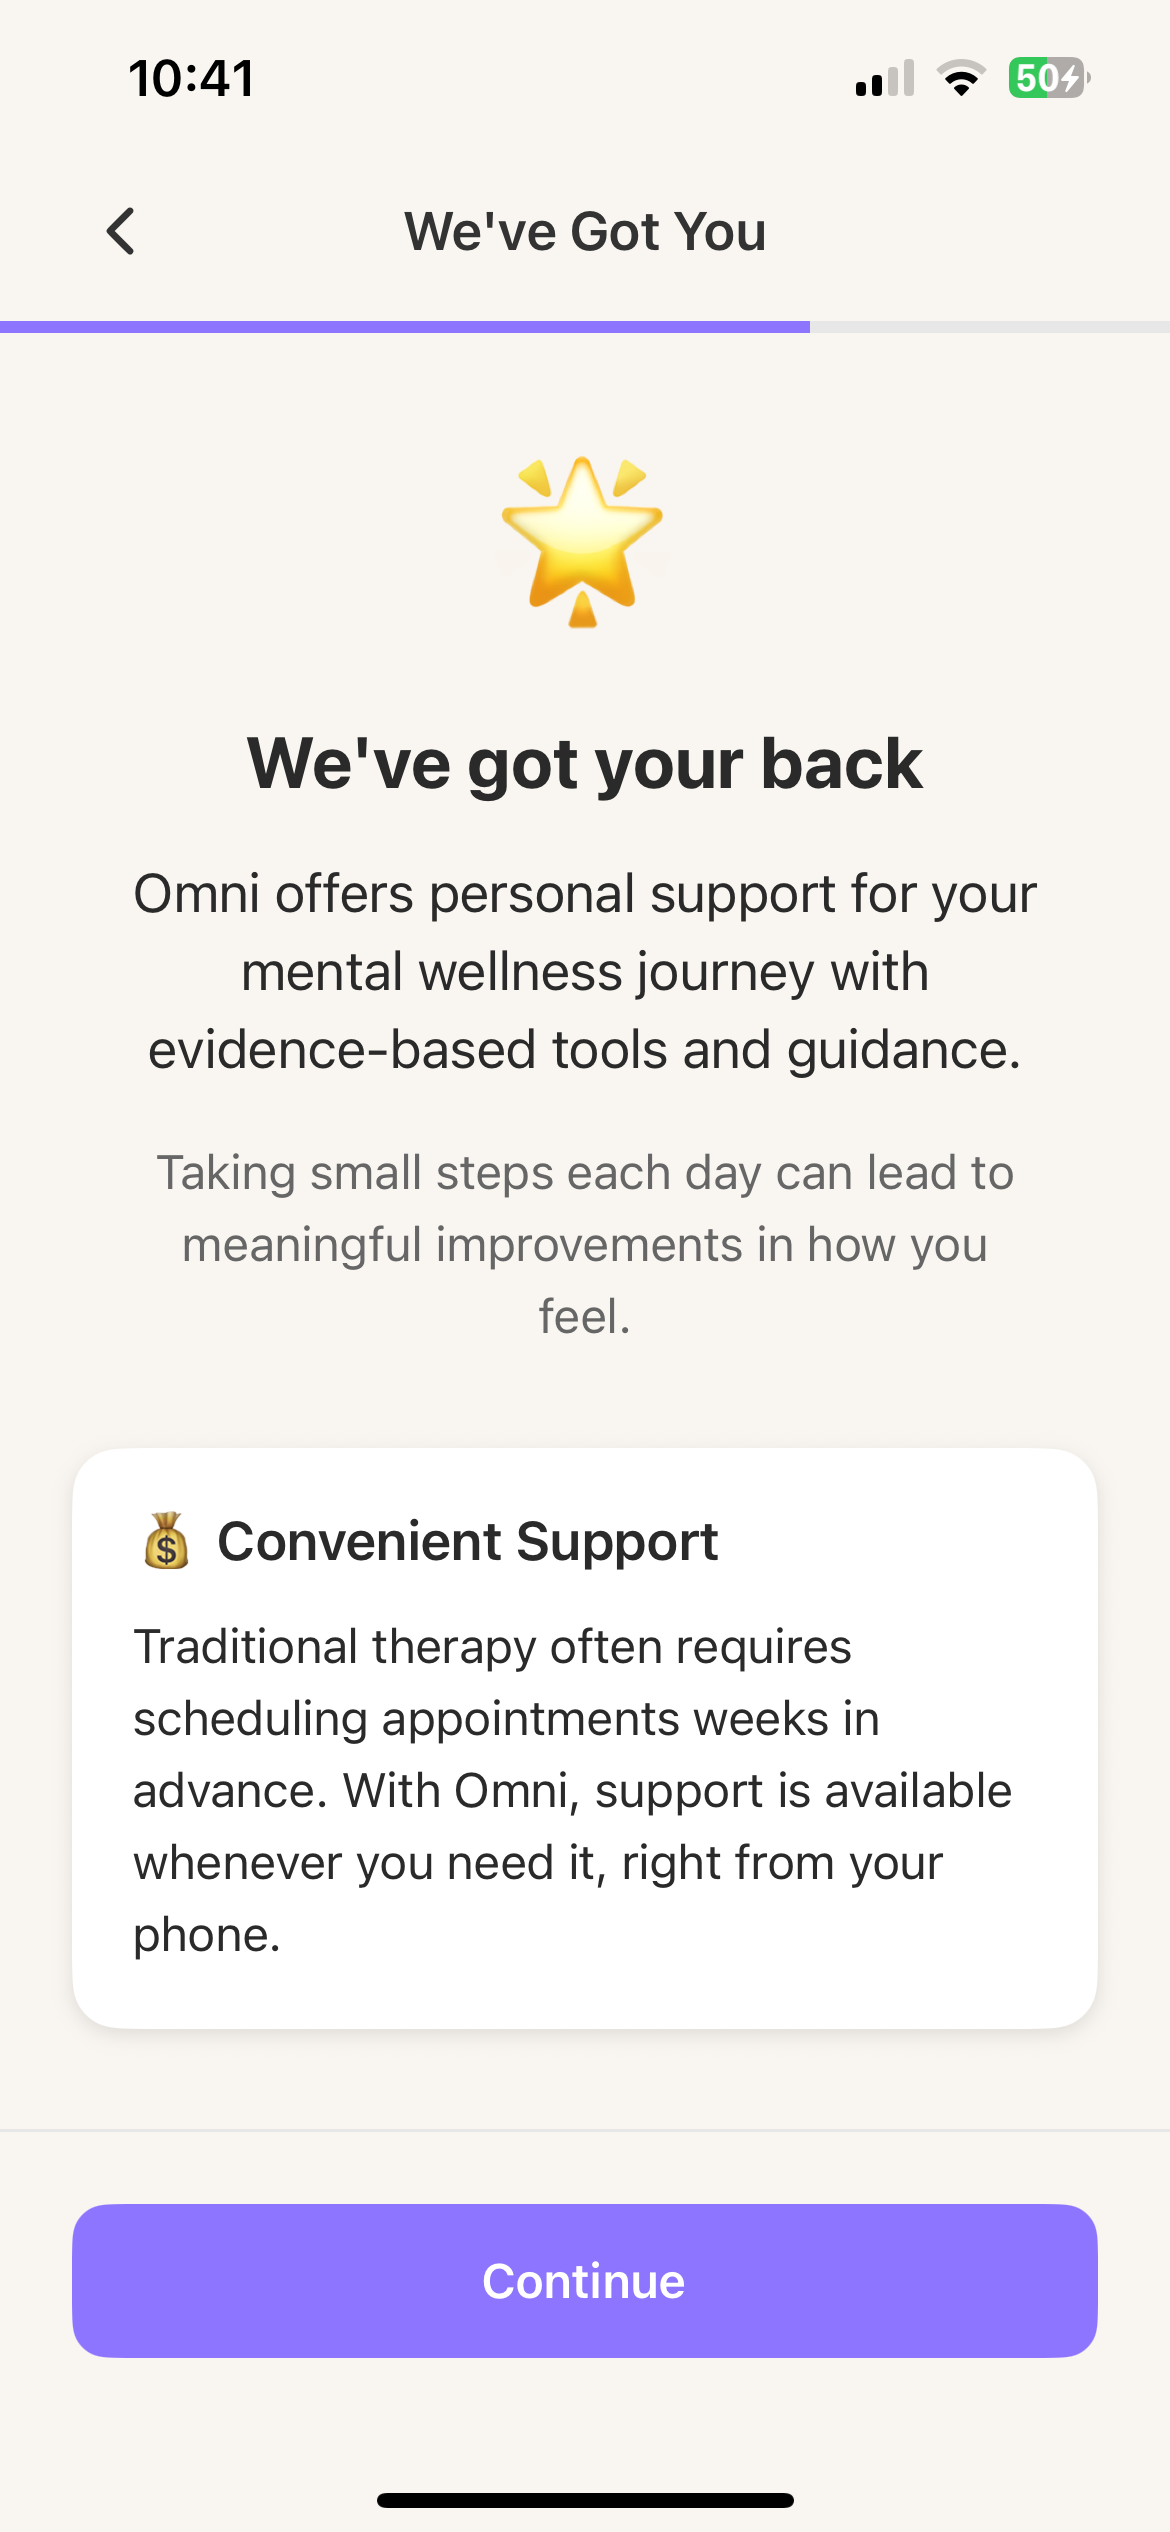 10:41
50
We've Got You
We've got your back
Omni offers personal support for your
mental wellness journey with
evidence-based tools and guidance.
Taking small steps each day can lead to
meaningful improvements in how you
feel.
💰 Convenient Support
Traditional therapy often requires
scheduling appointments weeks in
advance. With Omni, support is available
whenever you need it, right from your
phone.
Continue